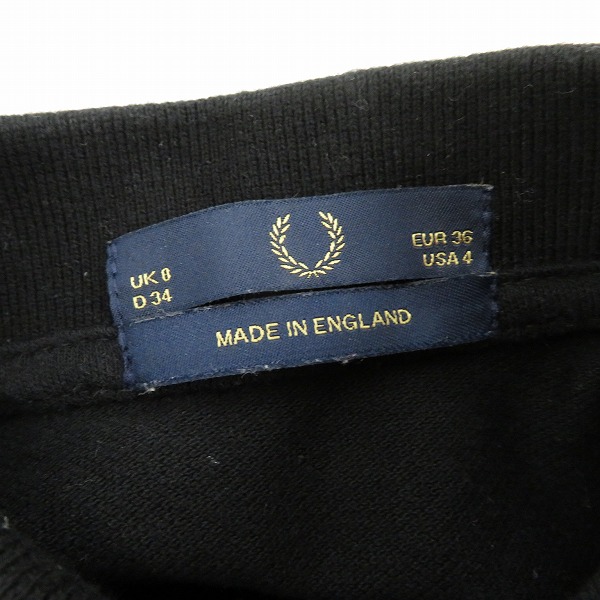 UK 8
D 34
EUR 36
USA 4
MADE IN ENGLAND